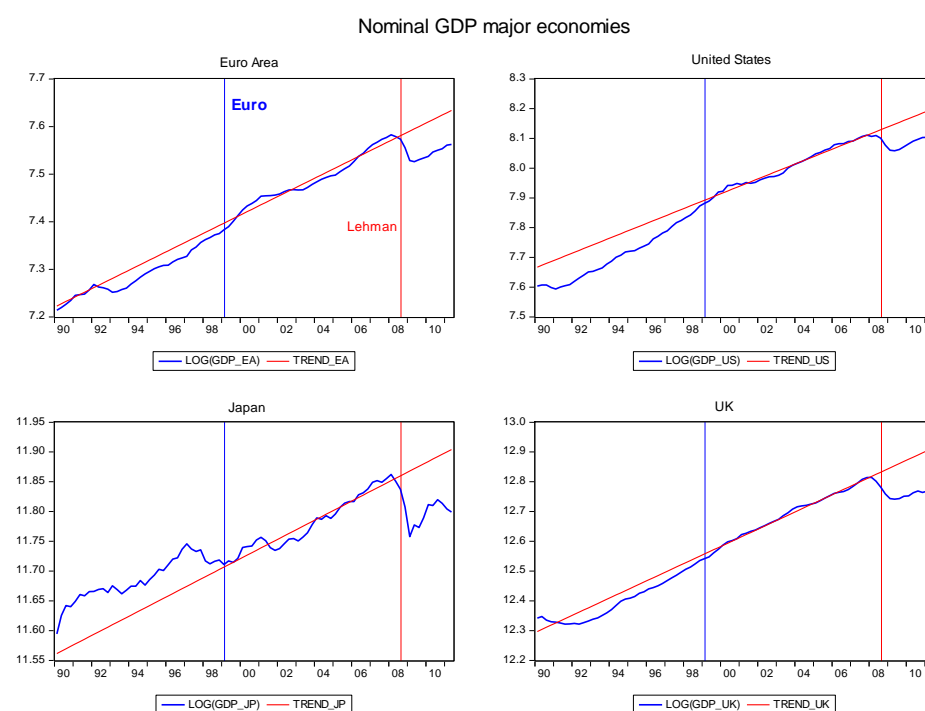 Nominal GDP major economies
Euro Area
7.7
7.6
7.5
7.4
7.3
7.2
Euro
Lehman
90 92 94 96 98 00 02 04 06 08 10
LOG(GDP_EA) TREND_EA
United States
8.3
8.2
8.1
8.0
7.9
7.8
7.7
7.6
7.5
90 92 94 96 98 00 02 04 06 08 10
LOG(GDP_US) TREND_US
Japan
11.95
11.90
11.85
11.80
11.75
11.70
11.65
11.60
11.55
90 92 94 96 98 00 02 04 06 08 10
LOG(GDP_JP) TREND_JP
UK
13.0
12.9
12.8
12.7
12.6
12.5
12.4
12.3
12.2
90 92 94 96 98 00 02 04 06 08 10
LOG(GDP_UK) TREND_UK